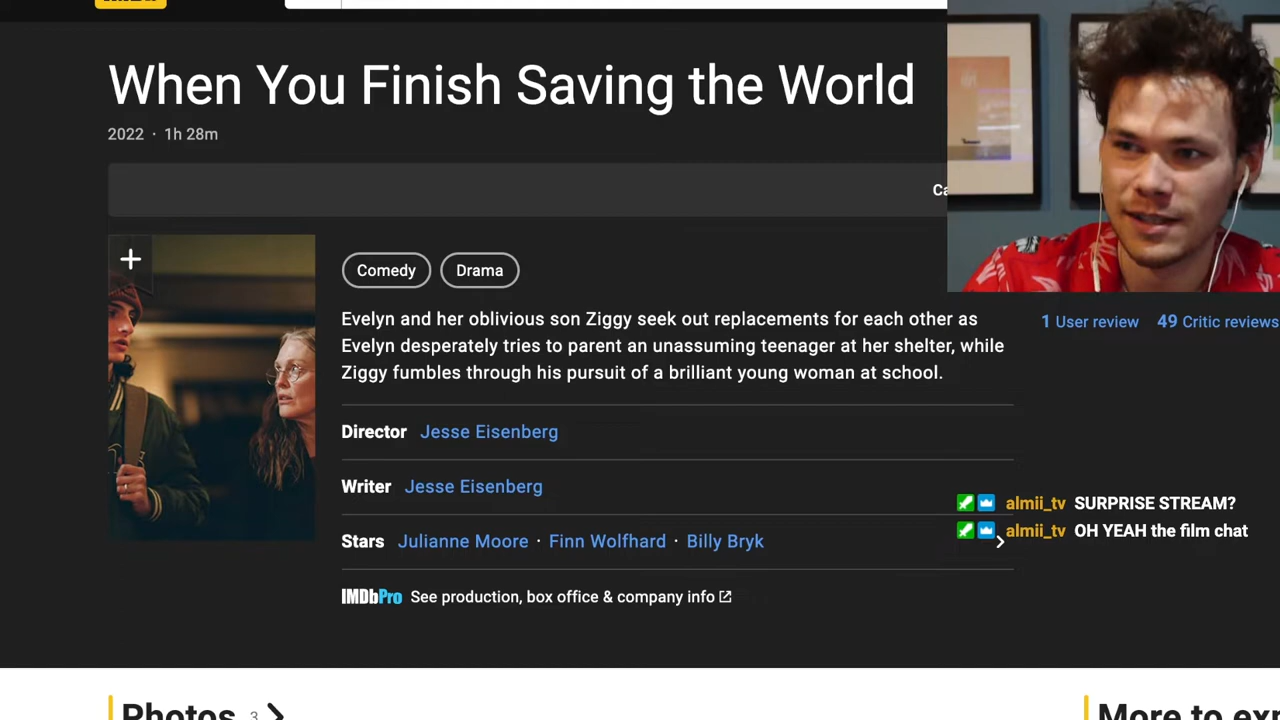 When You Finish Saving the World
2022 · 1h 28m
Comedy
Drama
Evelyn and her oblivious son Ziggy seek out replacements for each other as
Evelyn desperately tries to parent an unassuming teenager at her shelter, while
Ziggy fumbles through his pursuit of a brilliant young woman at school.
1 User review 49 Critic reviews
Director Jesse Eisenberg
Writer Jesse Eisenberg
almii_tv SURPRISE STREAM?
almii_tv OH YEAH the film chat
Stars Julianne Moore · Finn Wolfhard · Billy Bryk
IMDbPro See production, box office & company info
Photos 3
More to